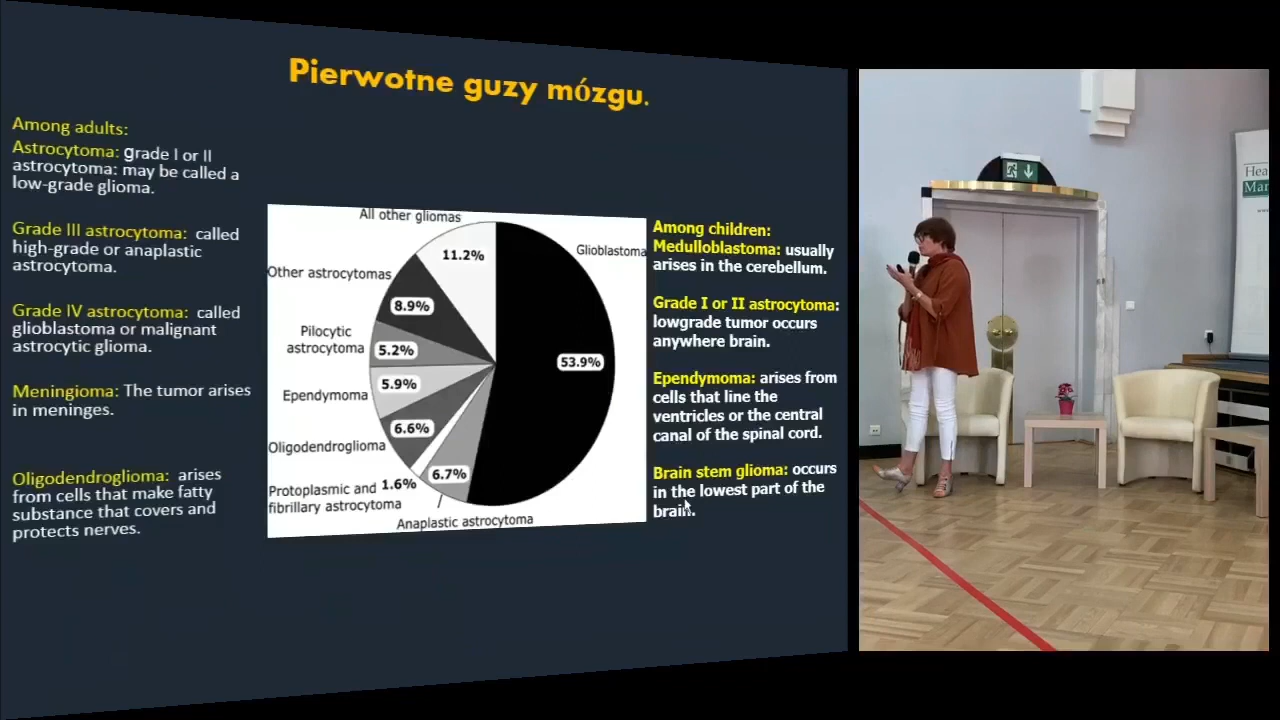 Pierwotne guzy mózgu.
Among adults:
Astrocytoma: grade I or II
astrocytoma: may be called a
low-grade glioma.
Grade III astrocytoma: called
high-grade or anaplastic
astrocytoma.
Grade IV astrocytoma: called
glioblastoma or malignant
astrocytic glioma.
Meningioma: The tumor arises
in meninges.
Oligodendroglioma: arises
from cells that make fatty
substance that covers and
protects nerves.
All other gliomas
11.2%
Glioblastoma
53.9%
Other astrocytomas
8.9%
Pilocytic
astrocytoma
5.2%
Ependymoma
5.9%
Oligodendroglioma
6.6%
Protoplasmic and
fibrillary astrocytoma
1.6%
6.7%
Anaplastic astrocytoma
Among children:
Medulloblastoma: usually
arises in the cerebellum.
Grade I or II astrocytoma:
lowgrade tumor occurs
anywhere brain.
Ependymoma: arises from
cells that line the
ventricles or the central
canal of the spinal cord.
Brain stem glioma: occurs
in the lowest part of the
brain.
Hea
Mar